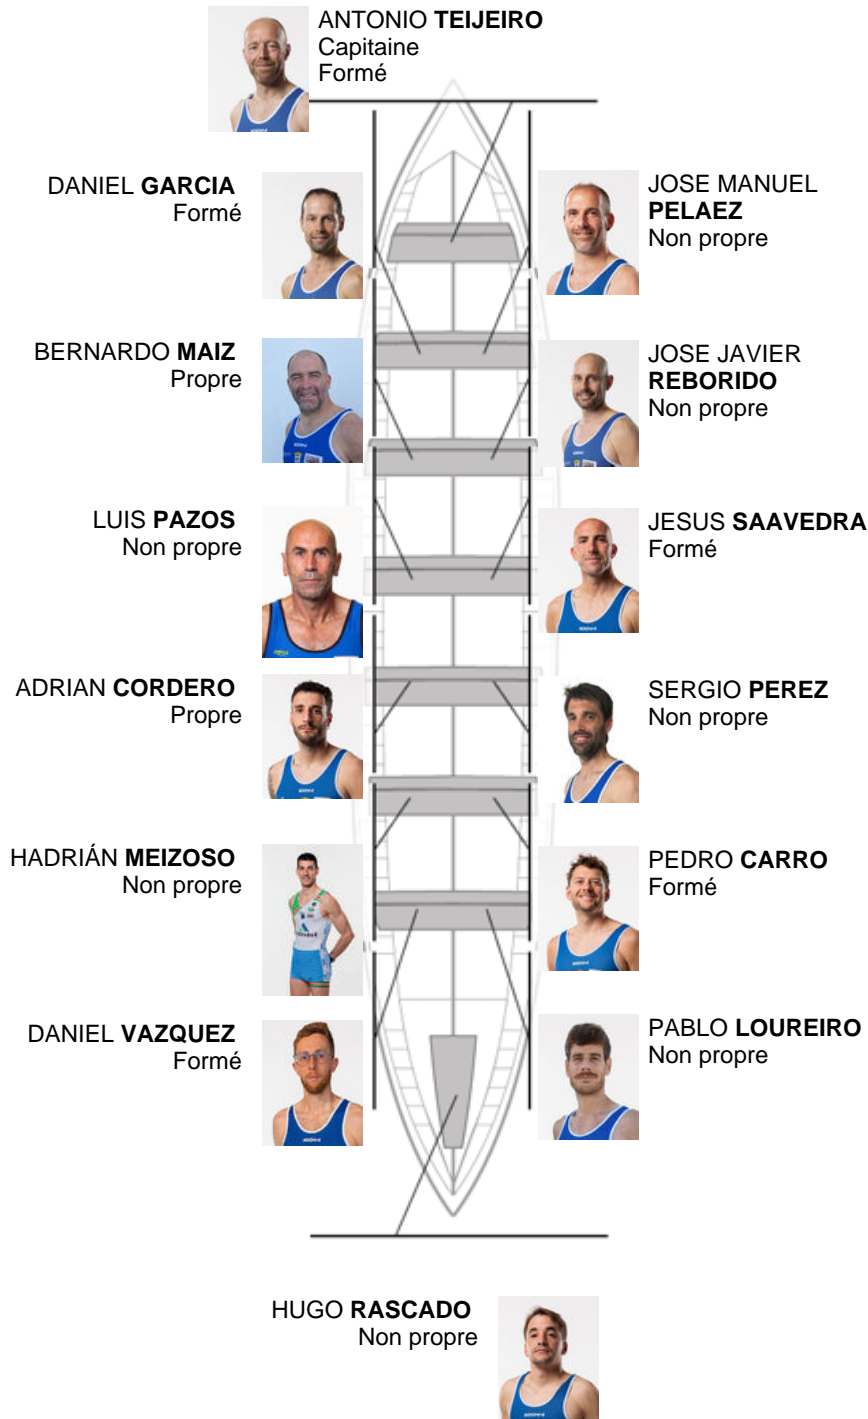 ANTONIO TEIJEIRO
Capitaine
Formé
DANIEL GARCIA
Formé
JOSE MANUEL
PELAEZ
Non propre
BERNARDO MAIZ
Propre
JOSE JAVIER
REBORIDO
Non propre
LUIS PAZOS
Non propre
JESUS SAAVEDRA
Formé
ADRIAN CORDERO
Propre
SERGIO PEREZ
Non propre
HADRIÁN MEIZOSO
Non propre
PEDRO CARRO
Formé
DANIEL VAZQUEZ
Formé
PABLO LOUREIRO
Non propre
HUGO RASCADO
Non propre